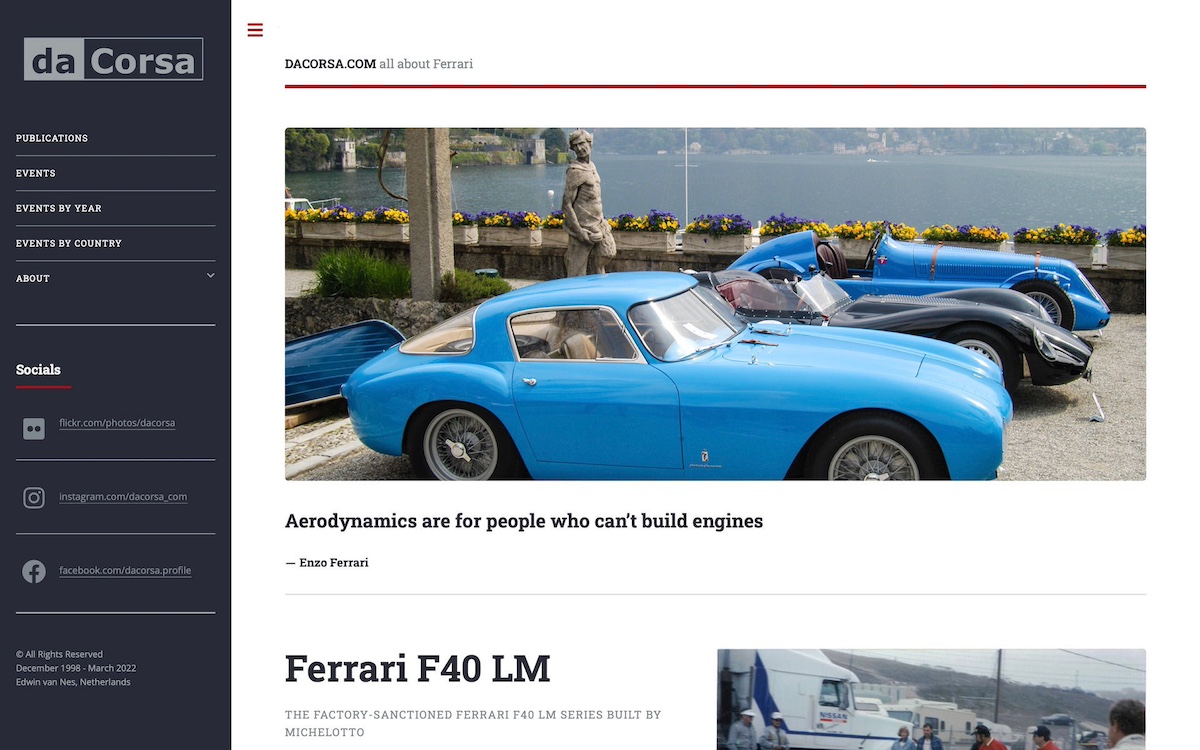 da Corsa
PUBLICATIONS
EVENTS
EVENTS BY YEAR
EVENTS BY COUNTRY
ABOUT
Socials
flickr.com/photos/dacorsa
instagram.com/dacorsa_com
facebook.com/dacorsa.profile
© All Rights Reserved
December 1998 - March 2022
Edwin van Nes, Netherlands
DACORSA.COM all about Ferrari
Aerodynamics are for people who can’t build engines
— Enzo Ferrari
Ferrari F40 LM
THE FACTORY-SANCTIONED FERRARI F40 LM SERIES BUILT BY
MICHELOTTO
NISSAN